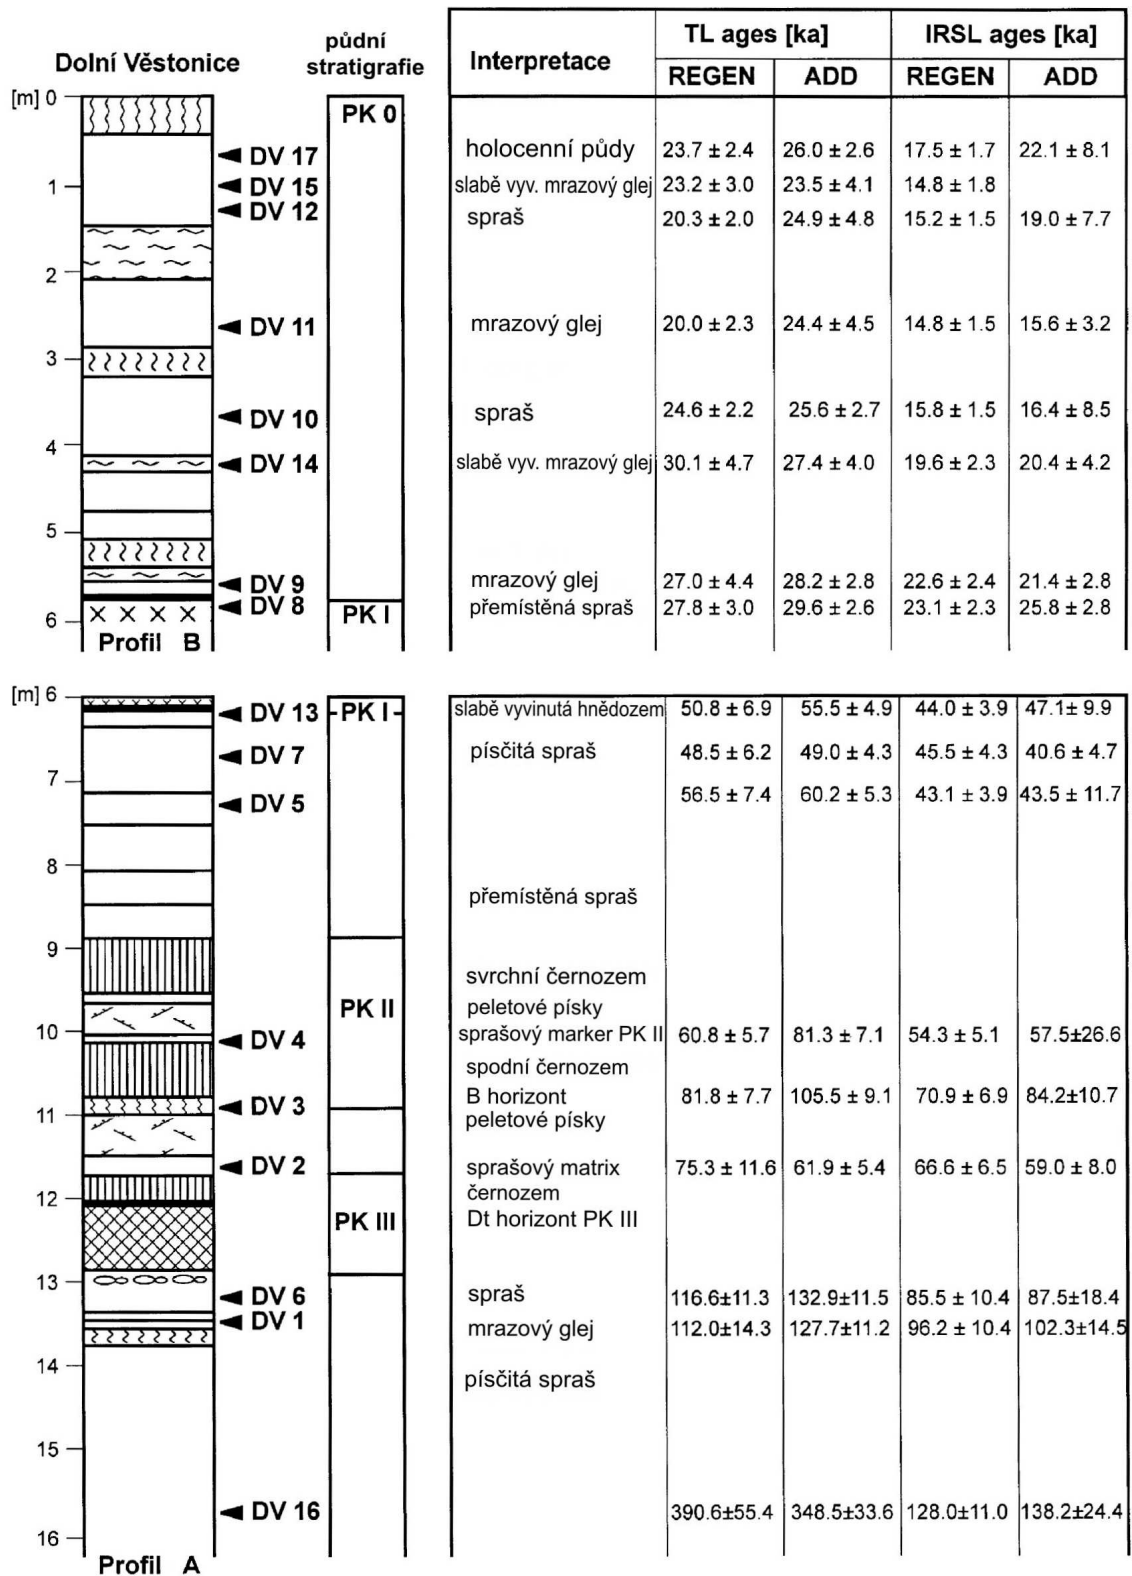 Dolní Věstonice
půdní
stratigrafie
Interpretace
TL ages [ka]
IRSL ages [ka]
REGEN
ADD
REGEN
ADD
[m] 0
PK 0
DV 17 holocenní půdy 23.7 ± 2.4 26.0 ± 2.6 17.5 ± 1.7 22.1 ± 8.1
1 DV 15 slabě vyv. mrazový glej 23.2 ± 3.0 23.5 ± 4.1 14.8 ± 1.8
DV 12 spraš 20.3 ± 2.0 24.9 ± 4.8 15.2 ± 1.5 19.0 ± 7.7
2
DV 11 mrazový glej 20.0 ± 2.3 24.4 ± 4.5 14.8 ± 1.5 15.6 ± 3.2
3
DV 10 spraš 24.6 ± 2.2 25.6 ± 2.7 15.8 ± 1.5 16.4 ± 8.5
4
DV 14 slabě vyv. mrazový glej 30.1 ± 4.7 27.4 ± 4.0 19.6 ± 2.3 20.4 ± 4.2
5
DV 9 mrazový glej 27.0 ± 4.4 28.2 ± 2.8 22.6 ± 2.4 21.4 ± 2.8
DV 8 přemístěná spraš 27.8 ± 3.0 29.6 ± 2.6 23.1 ± 2.3 25.8 ± 2.8
6 PK I
Profil B
[m] 6
DV 13 PK I slabě vyvinutá hnědozem 50.8 ± 6.9 55.5 ± 4.9 44.0 ± 3.9 47.1± 9.9
DV 7 písčitá spraš 48.5 ± 6.2 49.0 ± 4.3 45.5 ± 4.3 40.6 ± 4.7
7
DV 5 56.5 ± 7.4 60.2 ± 5.3 43.1 ± 3.9 43.5 ± 11.7
8
přemístěná spraš
9
svrchní černozem
PK II peletové písky
10
DV 4 sprašový marker PK II 60.8 ± 5.7 81.3 ± 7.1 54.3 ± 5.1 57.5±26.6
spodní černozem
DV 3 B horizont 81.8 ± 7.7 105.5 ± 9.1 70.9 ± 6.9 84.2±10.7
11 peletové písky
DV 2 sprašový matrix 75.3 ± 11.6 61.9 ± 5.4 66.6 ± 6.5 59.0 ± 8.0
12 černozem
PK III Dt horizont PK III
13
DV 6 spraš 116.6±11.3 132.9±11.5 85.5 ± 10.4 87.5±18.4
DV 1 mrazový glej 112.0±14.3 127.7±11.2 96.2 ± 10.4 102.3±14.5
14 písčitá spraš
15
DV 16 390.6±55.4 348.5±33.6 128.0±11.0 138.2±24.4
16
Profil A